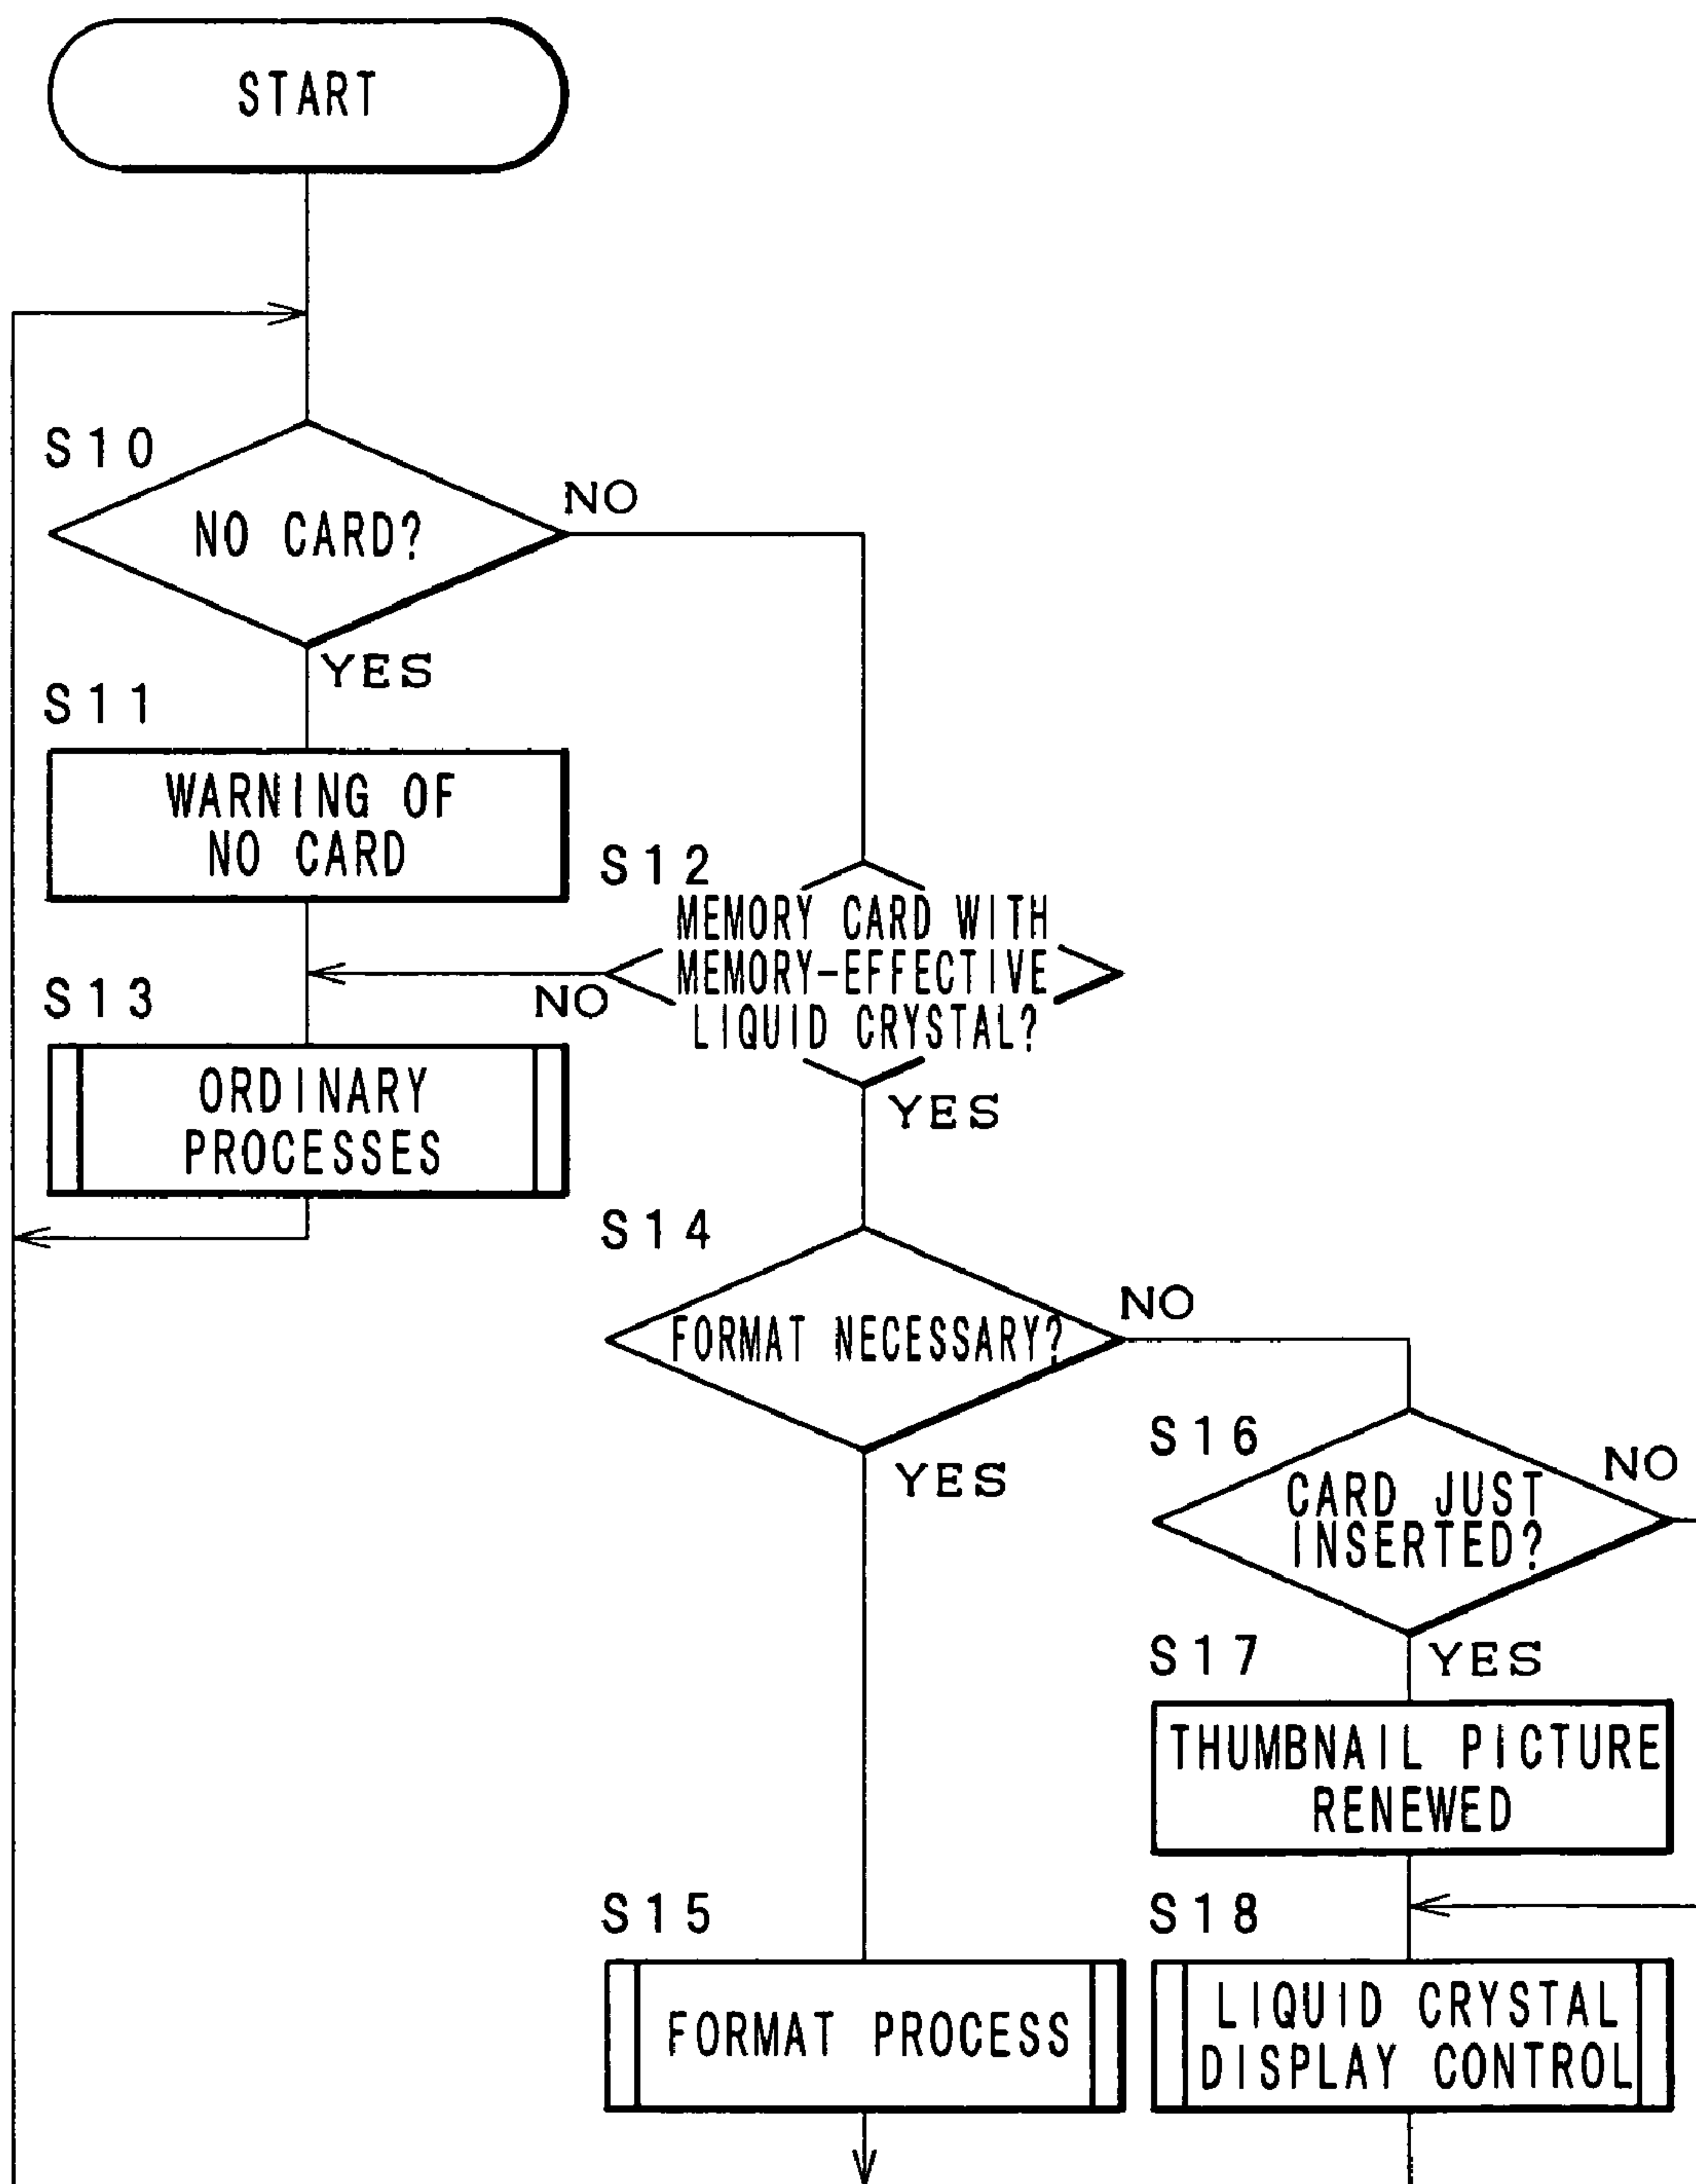 START
S10
NO CARD?
NO
YES
S11
WARNING OF
NO CARD
S12
MEMORY CARD WITH
MEMORY-EFFECTIVE
LIQUID CRYSTAL?
NO
YES
S13
ORDINARY
PROCESSES
S14
FORMAT NECESSARY?
NO
YES
S16
CARD JUST
INSERTED?
NO
YES
S17
THUMBNAIL PICTURE
RENEWED
S15
FORMAT PROCESS
S18
LIQUID CRYSTAL
DISPLAY CONTROL